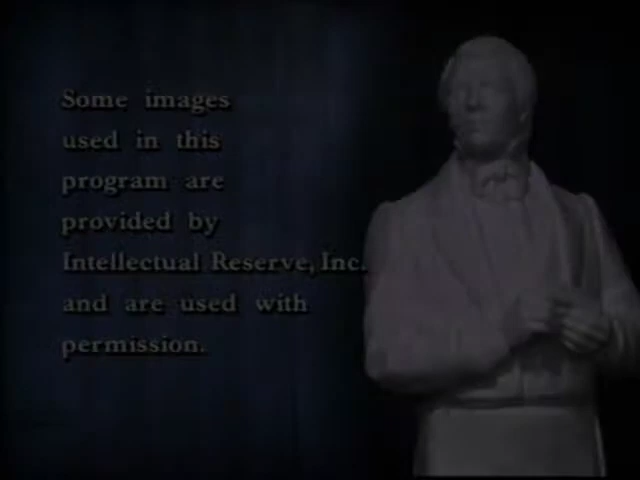 Some images
used in this
program are
provided by
Intellectual Reserve, Inc.
and are used with
permission.